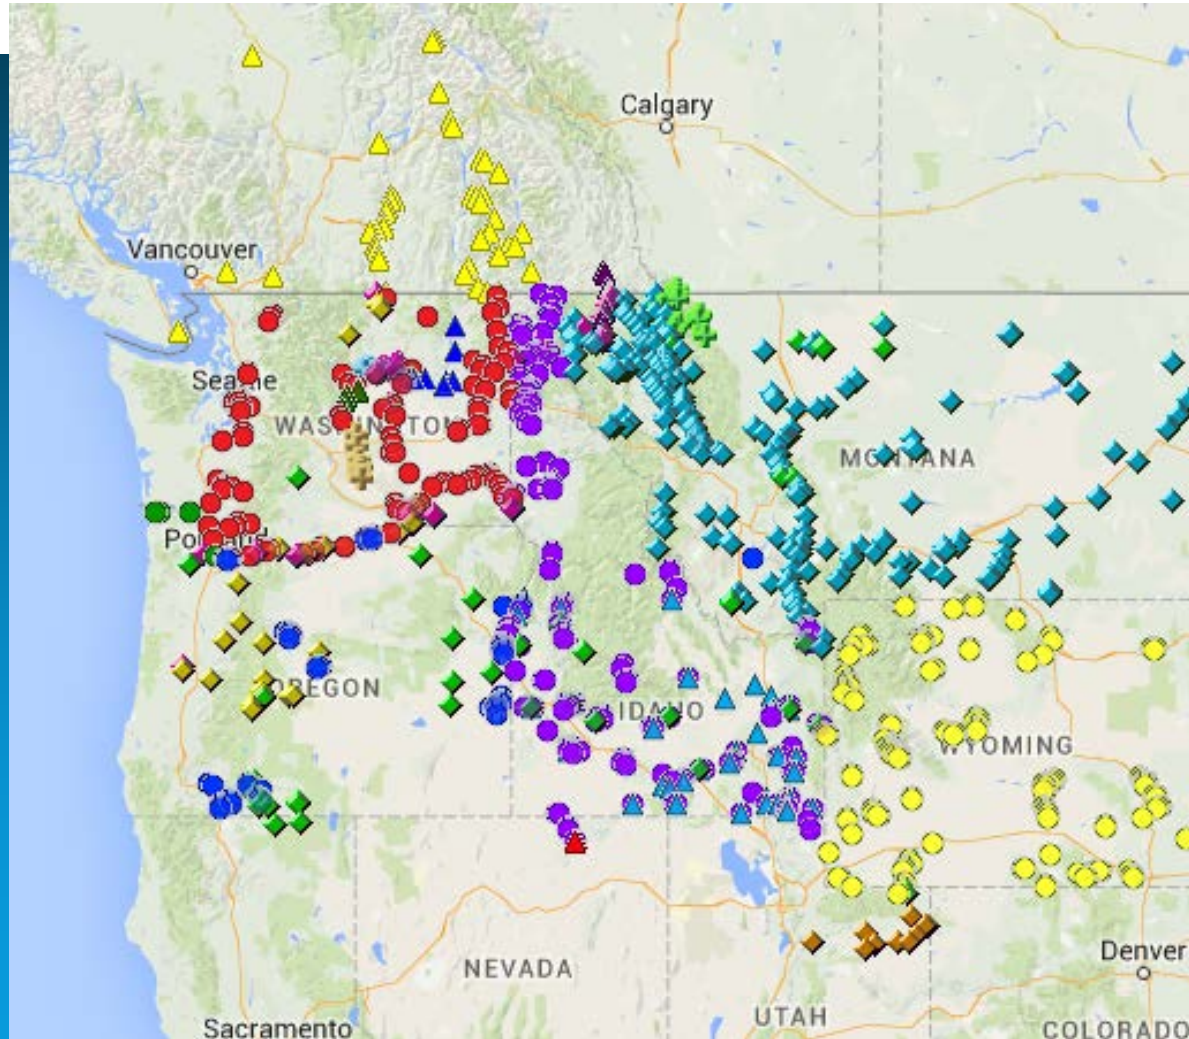 Calgary
Vancouver
Seattle
WASHINGTON
MONTANA
Portland
OREGON
IDAHO
WYOMING
Denver
NEVADA
UTAH
Sacramento
COLORADO